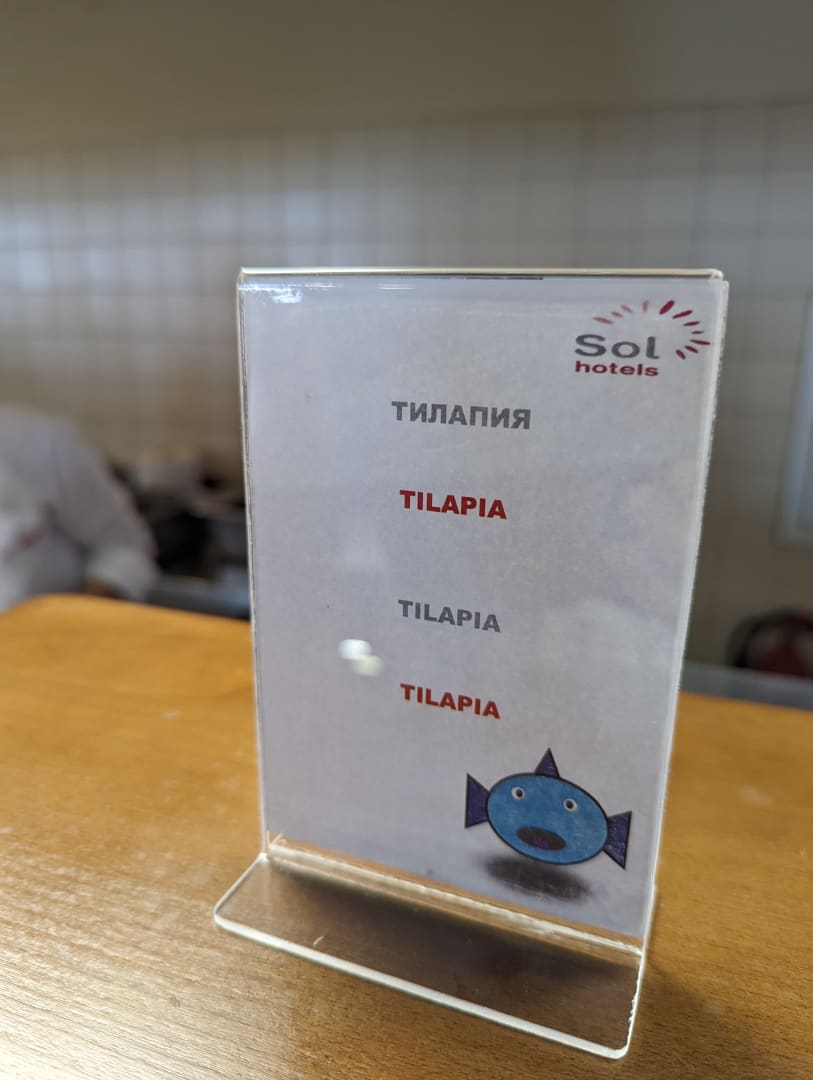 Sol
hotels
ТИЛАПИЯ
TILAPIA
TILAPIA
TILAPIA